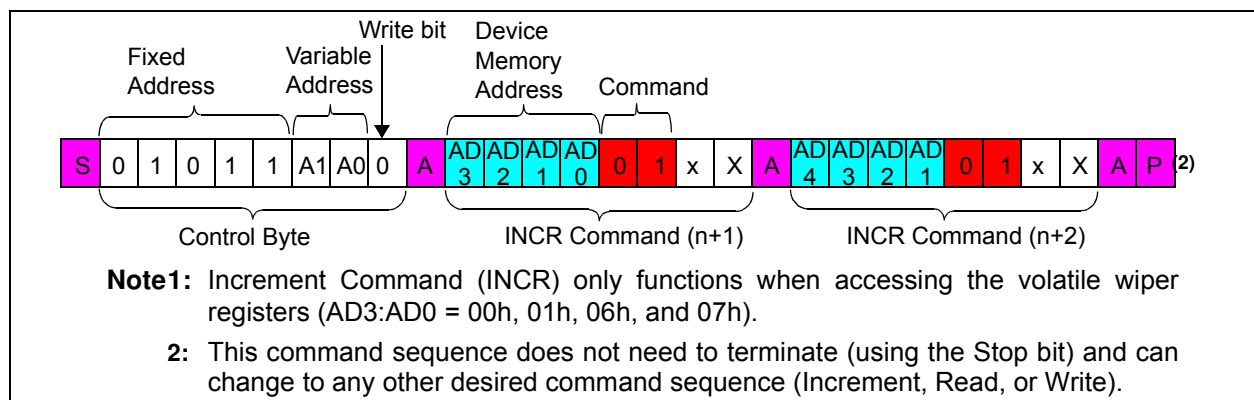 Write bit
Device
Memory
Address
Fixed
Address
Variable
Address
Command
S 0 1 0 1 1 A1 A0 0 A AD3 AD2 AD1 AD0 0 1 x X A AD4 AD3 AD2 AD1 0 1 x X A P (2)
Control Byte
INCR Command (n+1)
INCR Command (n+2)
Note1: Increment Command (INCR) only functions when accessing the volatile wiper
registers (AD3:AD0 = 00h, 01h, 06h, and 07h).
2: This command sequence does not need to terminate (using the Stop bit) and can
change to any other desired command sequence (Increment, Read, or Write).